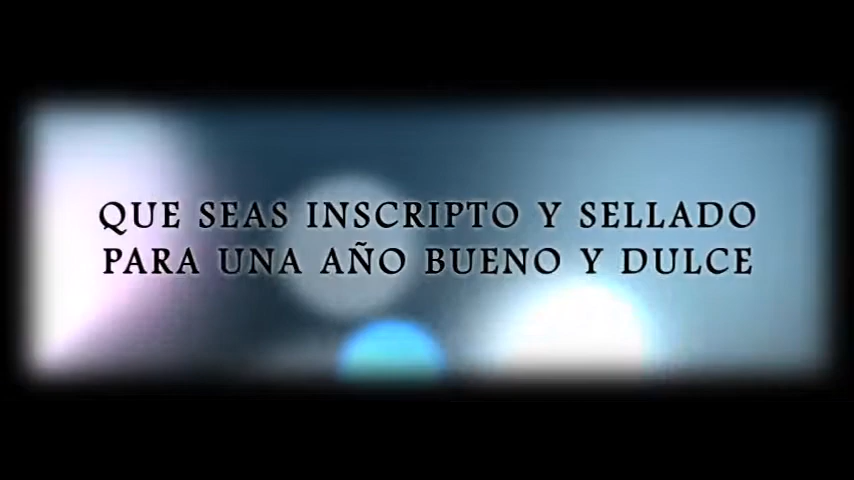 QUE SEAS INSCRIPTO Y SELLADO
PARA UNA AÑO BUENO Y DULCE